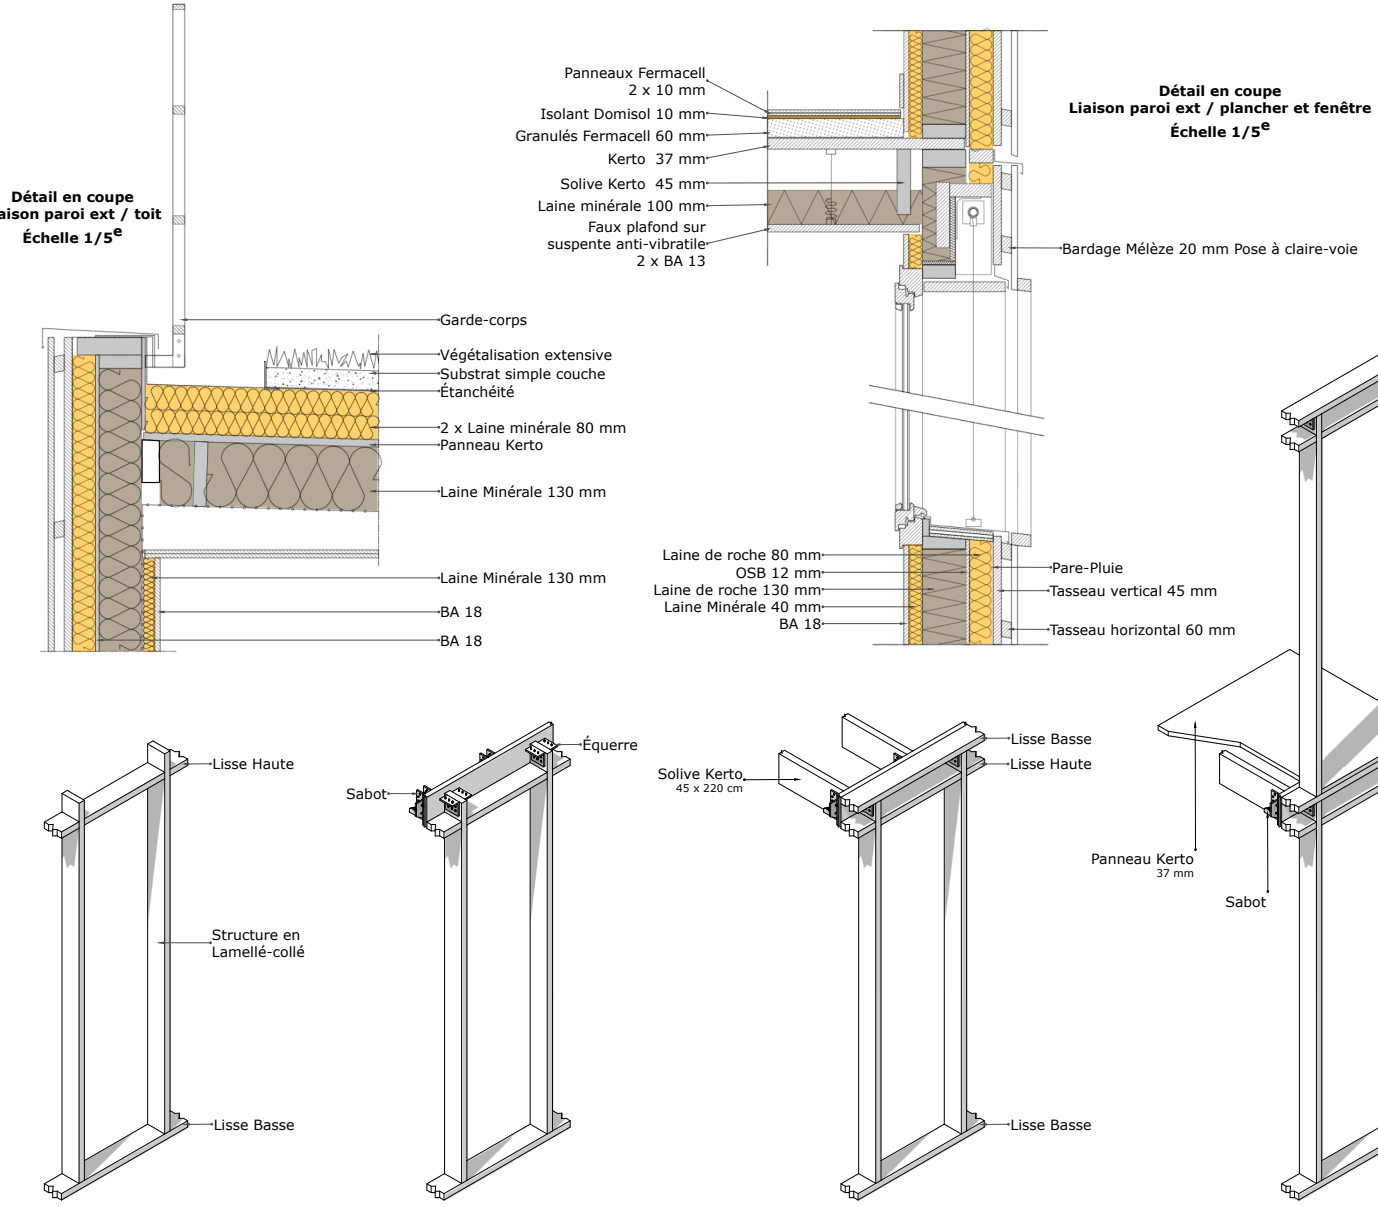 Détail en coupe
aison paroi ext / toit
Échelle 1/5e
Garde-corps
Végétalisation extensive
Substrat simple couche
Étanchéité
2 x Laine minérale 80 mm
Panneau Kerto
Laine Minérale 130 mm
Laine Minérale 130 mm
BA 18
BA 18
Panneaux Fermacell
2 x 10 mm
Isolant Domisol 10 mm
Granulés Fermacell 60 mm
Kerto 37 mm
Solive Kerto 45 mm
Laine minérale 100 mm
Faux plafond sur
suspente anti-vibratile
2 x BA 13
Détail en coupe
Liaison paroi ext / plancher et fenêtre
Échelle 1/5e
Bardage Mélèze 20 mm Pose à claire-voie
Laine de roche 80 mm
OSB 12 mm
Laine de roche 130 mm
Laine Minérale 40 mm
BA 18
Pare-Pluie
Tasseau vertical 45 mm
Tasseau horizontal 60 mm
Lisse Haute
Structure en
Lamellé-collé
Lisse Basse
Sabot
Équerre
Solive Kerto
45 x 220 cm
Lisse Basse
Lisse Haute
Lisse Basse
Panneau Kerto
37 mm
Sabot